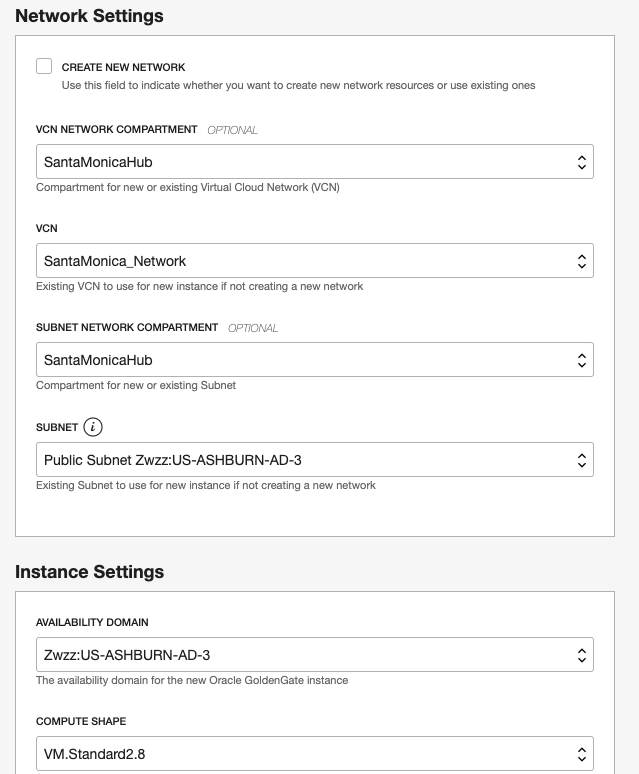 Network Settings
CREATE NEW NETWORK
Use this field to indicate whether you want to create new network resources or use existing ones
VCN NETWORK COMPARTMENT OPTIONAL
SantaMonicaHub
Compartment for new or existing Virtual Cloud Network (VCN)
VCN
SantaMonica_Network
Existing VCN to use for new instance if not creating a new network
SUBNET NETWORK COMPARTMENT OPTIONAL
SantaMonicaHub
Compartment for new or existing Subnet
SUBNET i
Public Subnet Zwzz:US-ASHBURN-AD-3
Existing Subnet to use for new instance if not creating a new network
Instance Settings
AVAILABILITY DOMAIN
Zwzz:US-ASHBURN-AD-3
The availability domain for the new Oracle GoldenGate instance
COMPUTE SHAPE
VM.Standard2.8